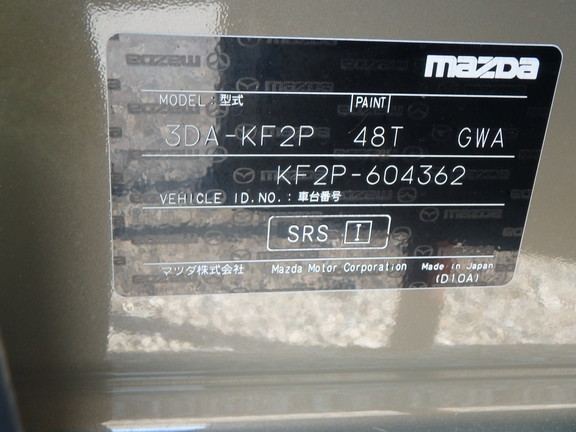 mazda
MODEL:型式 PAINT
3DA-KF2P 48T GWA
KF2P-604362
VEHICLE ID.NO.:車台番号
SRS I
マツダ株式会社 Mazda Motor Corporation Made in Japan
(D10A)